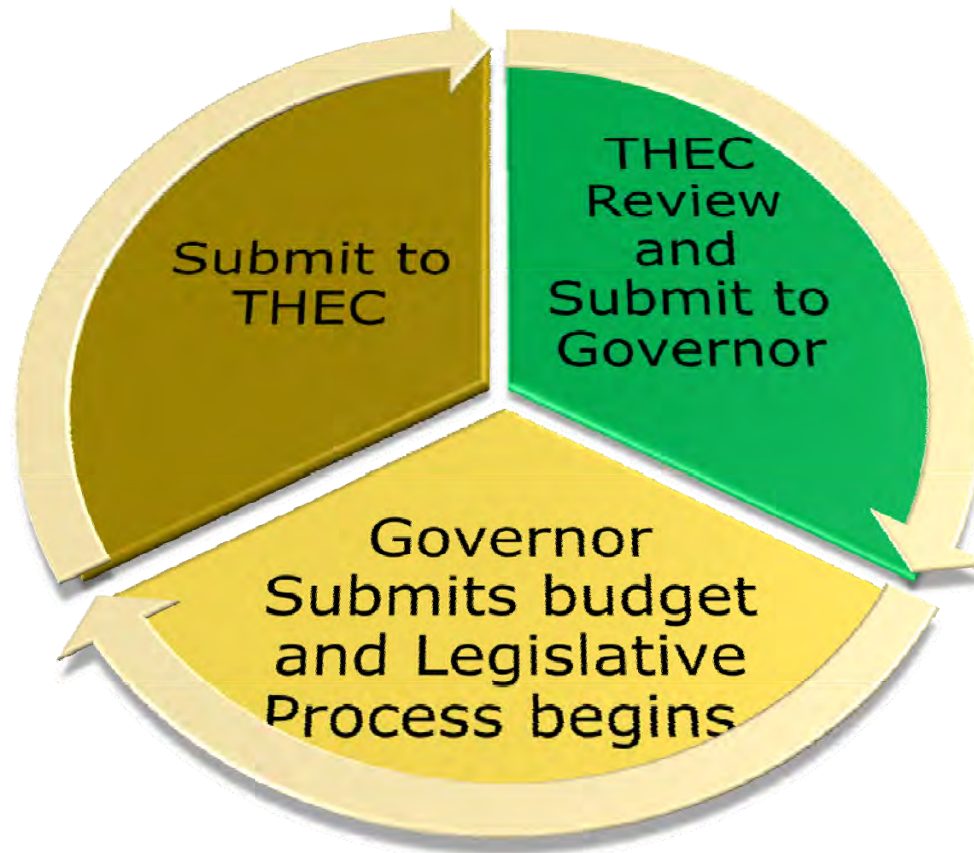 Submit to
THEC
THEC
Review
and
Submit to
Governor
Governor
Submits budget
and Legislative
Process begins